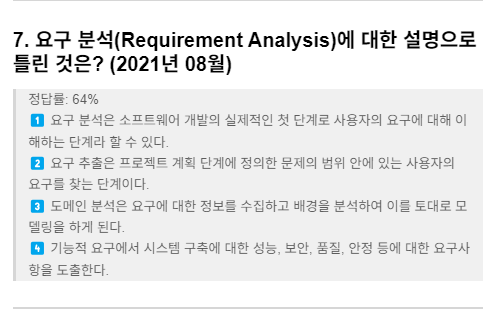 7. 요구 분석(Requirement Analysis)에 대한 설명으로
틀린 것은? (2021년 08월)
정답률: 64%
1 요구 분석은 소프트웨어 개발의 실제적인 첫 단계로 사용자의 요구에 대해 이
해하는 단계라 할 수 있다.
2 요구 추출은 프로젝트 계획 단계에 정의한 문제의 범위 안에 있는 사용자의
요구를 찾는 단계이다.
3 도메인 분석은 요구에 대한 정보를 수집하고 배경을 분석하여 이를 토대로 모
델링을 하게 된다.
4 기능적 요구에서 시스템 구축에 대한 성능, 보안, 품질, 안정 등에 대한 요구사
항을 도출한다.